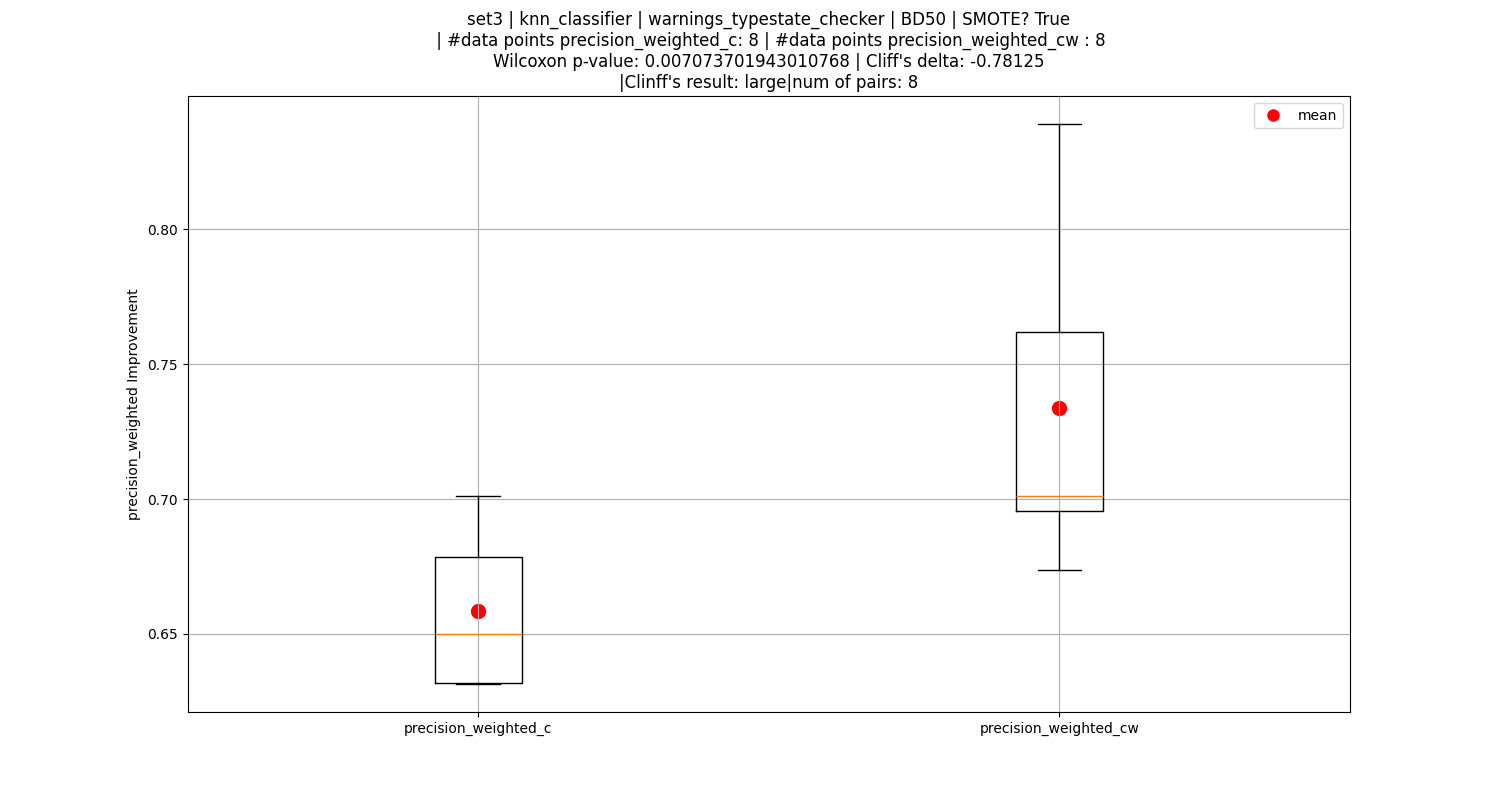 set3 | knn_classifier | warnings_typestate_checker | BD50 | SMOTE? True
| #data points precision_weighted_c: 8 | #data points precision_weighted_cw : 8
Wilcoxon p-value: 0.007073701943010768 | Cliff's delta: -0.78125
|Clinff's result: large|num of pairs: 8
mean
0.80
0.75
0.70
0.65
precision_weighted Improvement
precision_weighted_c
precision_weighted_cw